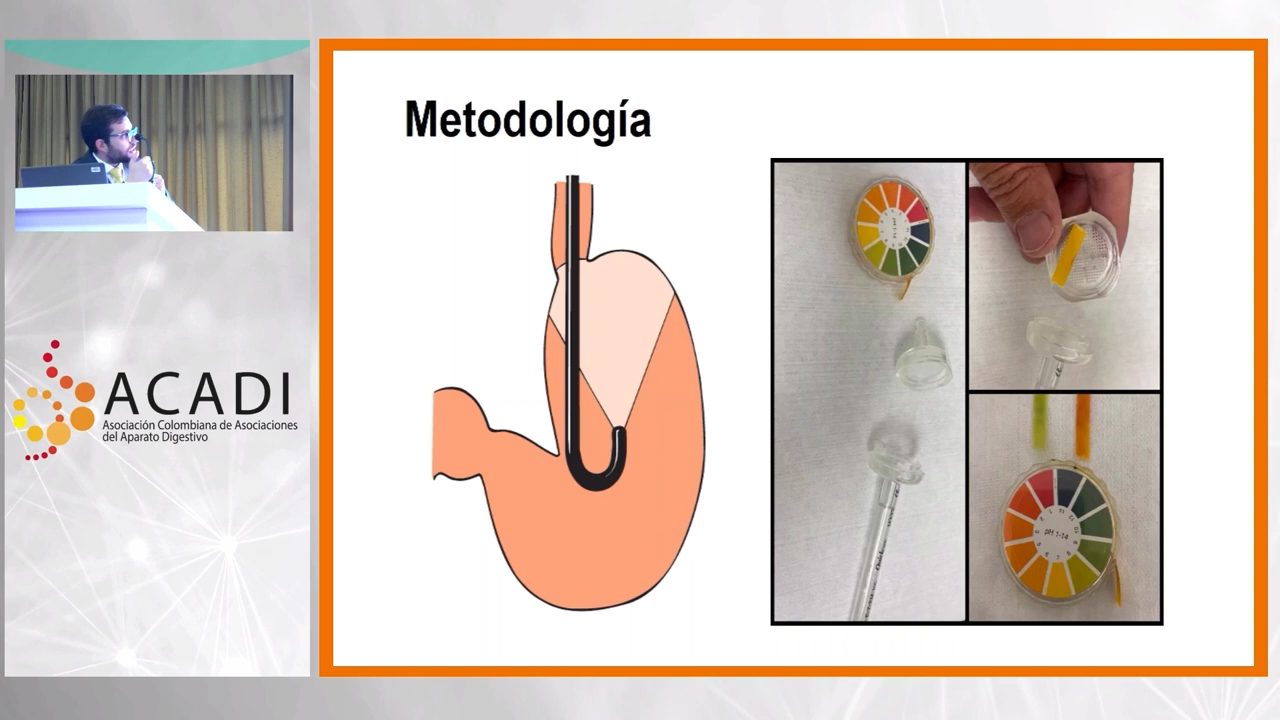 Metodología
ACADI
Asociación Colombiana de Asociaciones
del Aparato Digestivo
pH 1-14